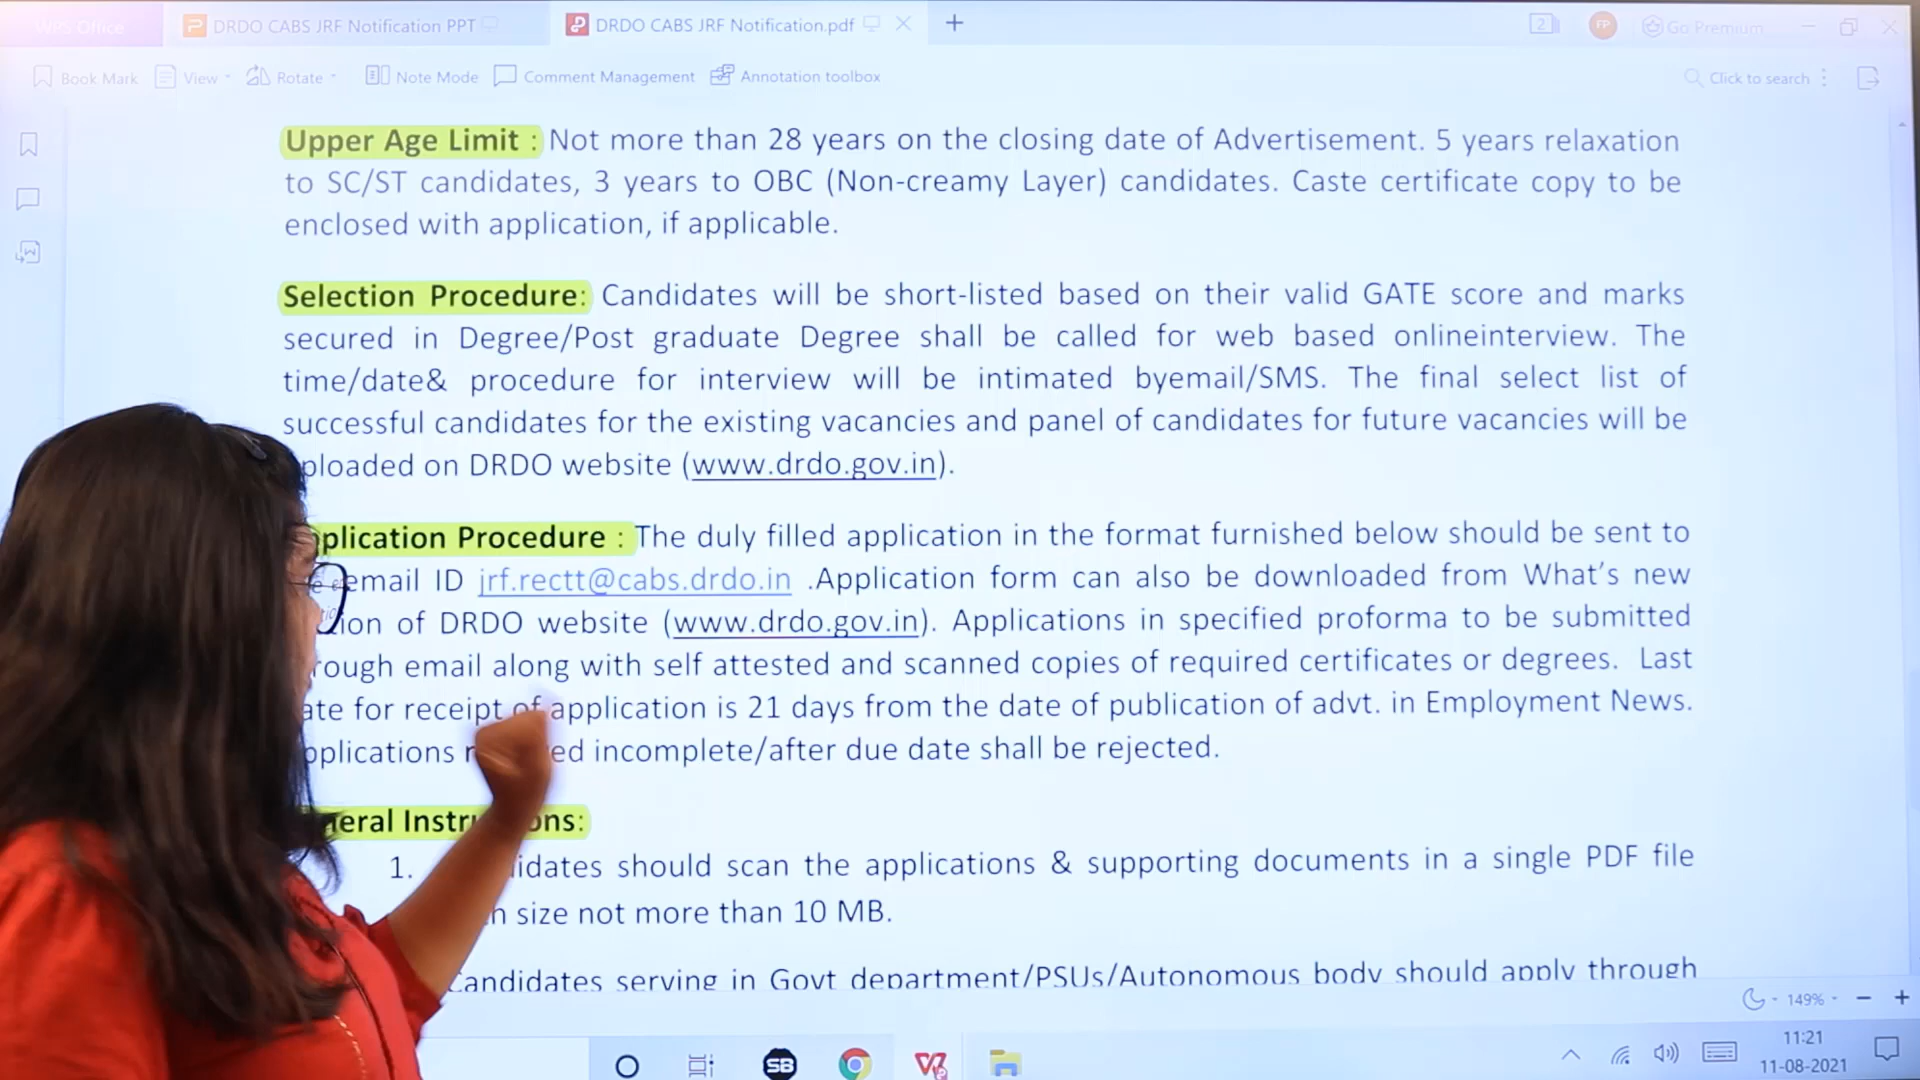 WPS Office
DRDO CABS JRF Notification PPT
DRDO CABS JRF Notification.pdf
2
FP
Go Premium
Book Mark
View
Rotate
Note Mode
Comment Management
Annotation toolbox
Click to search
Upper Age Limit : Not more than 28 years on the closing date of Advertisement. 5 years relaxation
to SC/ST candidates, 3 years to OBC (Non-creamy Layer) candidates. Caste certificate copy to be
enclosed with application, if applicable.
Selection Procedure: Candidates will be short-listed based on their valid GATE score and marks
secured in Degree/Post graduate Degree shall be called for web based onlineinterview. The
time/date& procedure for interview will be intimated byemail/SMS. The final select list of
successful candidates for the existing vacancies and panel of candidates for future vacancies will be
ploaded on DRDO website (www.drdo.gov.in).
plication Procedure : The duly filled application in the format furnished below should be sent to
email ID jrf.rectt@cabs.drdo.in .Application form can also be downloaded from What's new
tion of DRDO website (www.drdo.gov.in). Applications in specified proforma to be submitted
rough email along with self attested and scanned copies of required certificates or degrees. Last
ate for receipt of application is 21 days from the date of publication of advt. in Employment News.
pplications ed incomplete/after due date shall be rejected.
neral Instr ons:
1. idates should scan the applications & supporting documents in a single PDF file
n size not more than 10 MB.
Candidates serving in Govt department/PSUs/Autonomous body should apply through
149%
SB
11:21
11-08-2021